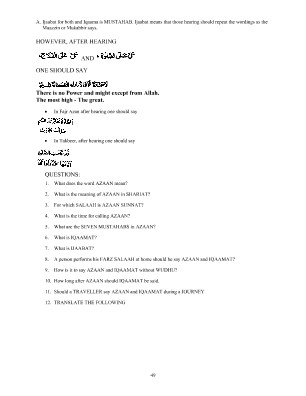 A. Ijaabat for both and Iqaama is MUSTAHAB. Ijaabat means that those hearing should repeat the wordings as the
Muazzin or Mukabbir says.
HOWEVER, AFTER HEARING
AND
ONE SHOULD SAY
There is no Power and might except from Allah.
The most high - The great.
• In Fajr Azan after hearing one should say
• In Takbeer, after hearing one should say
QUESTIONS:
1. What does the word AZAAN mean?
2. What is the meaning of AZAAN in SHARIAT?
3. For which SALAAH is AZAAN SUNNAT?
4. What is the time for calling AZAAN?
5. What are the SEVEN MUSTAHABS in AZAAN?
6. What is IQAAMAT?
7. What is IJAABAT?
8. A person performs his FARZ SALAAH at home should he say AZAAN and IQAAMAT?
9. How is it to say AZAAN and IQAAMAT without WUDHU?
10. How long after AZAAN should IQAAMAT be said.
11. Should a TRAVELLER say AZAAN and IQAAMAT during a JOURNEY
12. TRANSLATE THE FOLLOWING